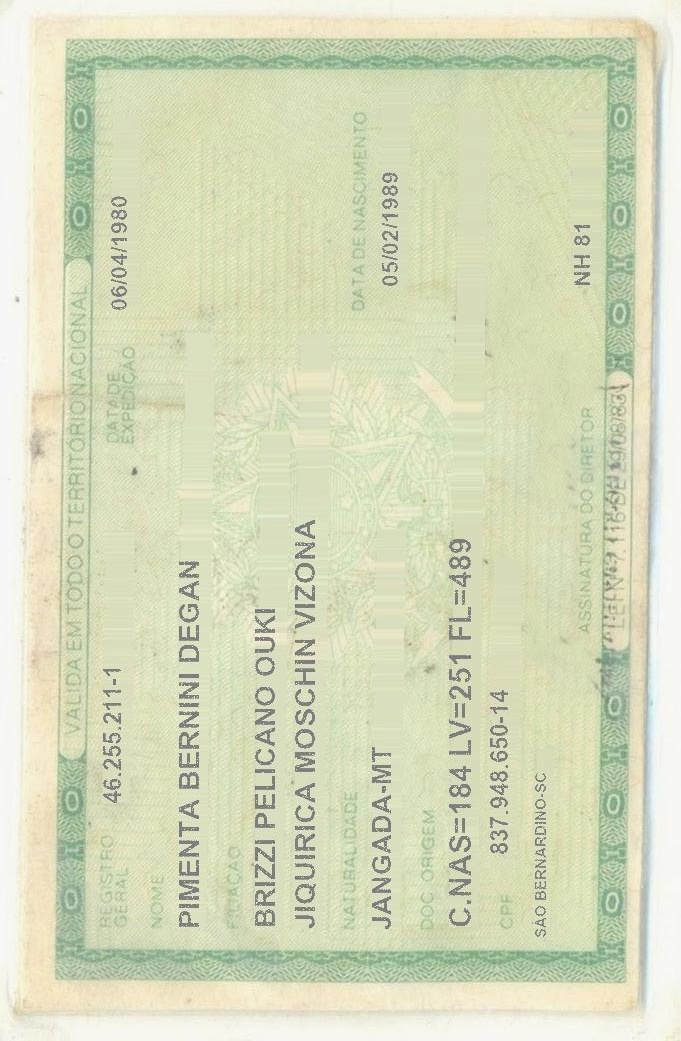 VALIDA EM TODO O TERRITORIO NACIONAL
REGISTRO GERAL 46.255.211-1 DATA DE EXPEDIÇÃO 06/04/1980
NOME
PIMENTA BERNINI DEGAN
FILIAÇÃO
BRIZZI PELICANO OUKI
JIQUIRICA MOSCHIN VIZONA
NATURALIDADE DATA DE NASCIMENTO
JANGADA-MT 05/02/1989
DOC ORIGEM
C.NAS=184 LV=251 FL=489
CPF 837.948.650-14
SÃO BERNARDINO-SC
NH 81
ASSINATURA DO DIRETOR
LEI Nº 7.116 DE 29/08/83